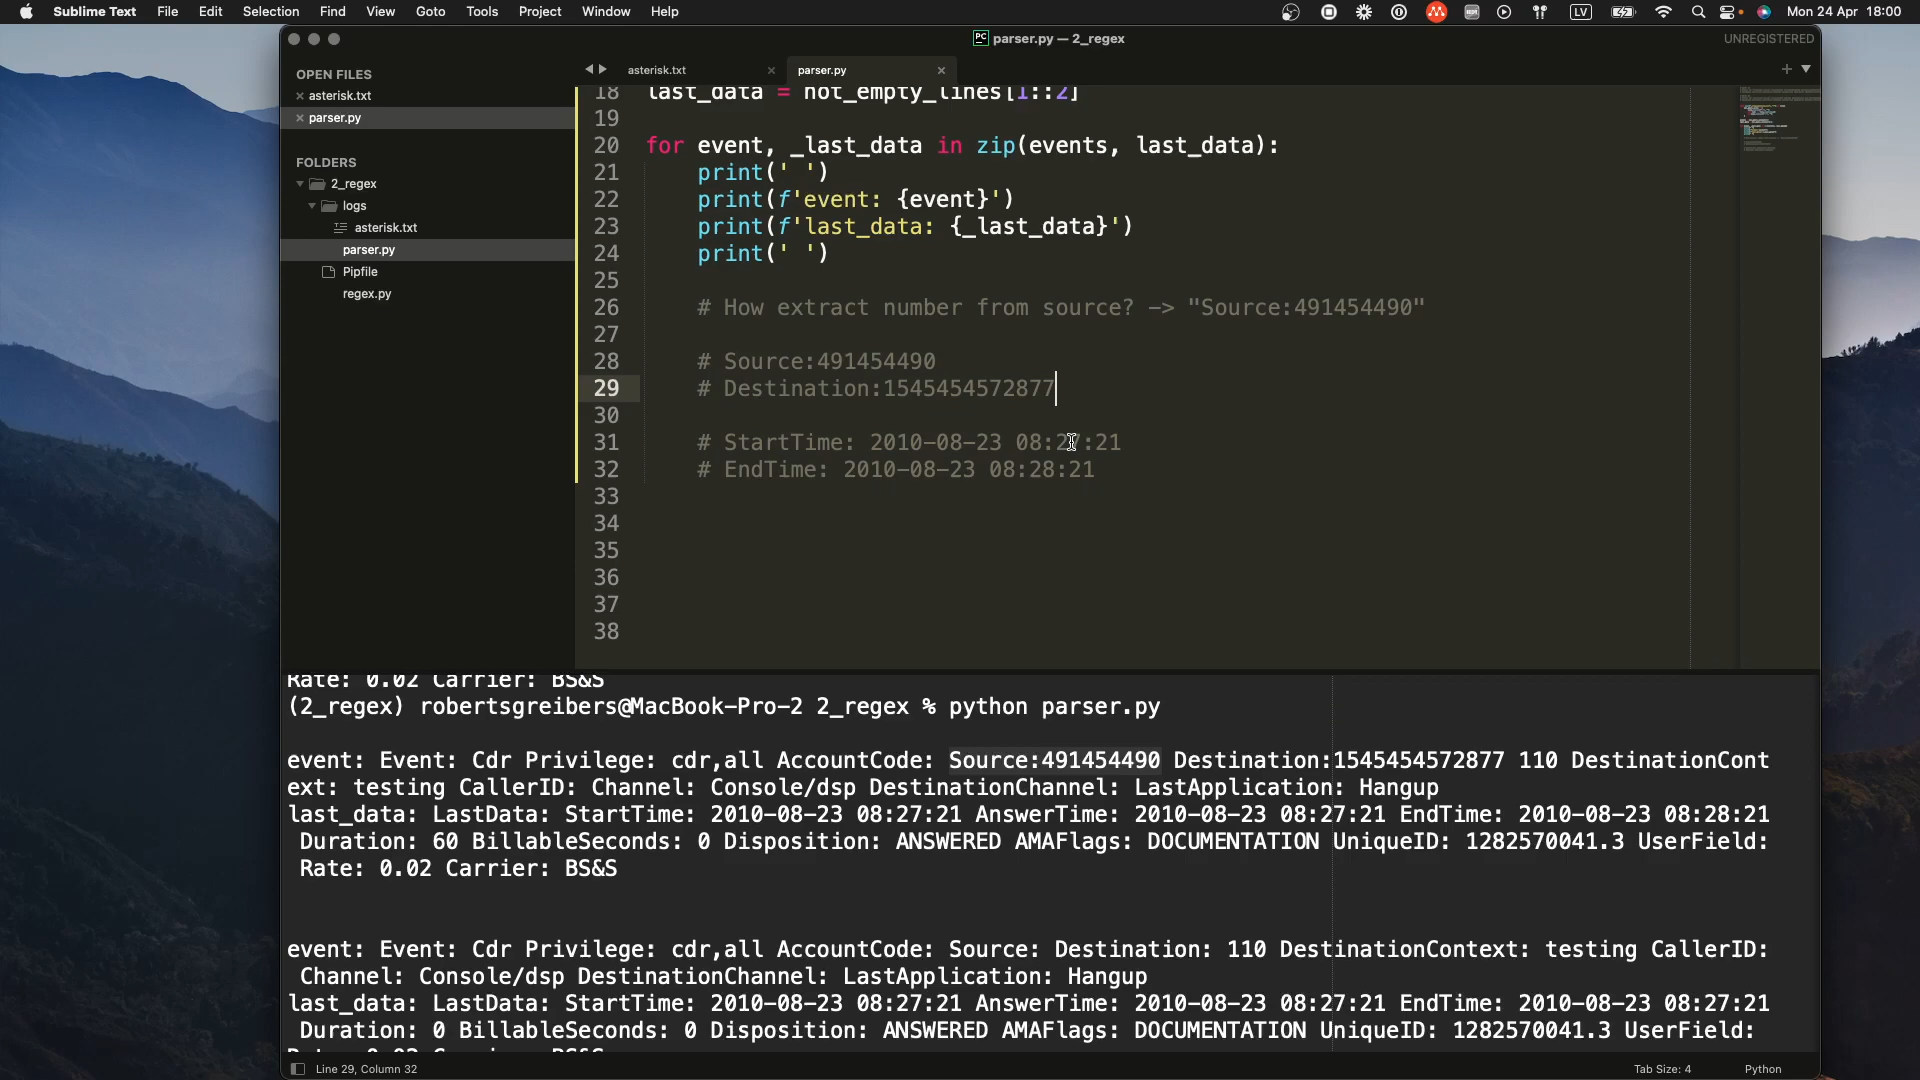 Sublime Text File Edit Selection Find View Goto Tools Project Window Help LV Mon 24 Apr 18:00
parser.py — 2_regex UNREGISTERED
OPEN FILES
asterisk.txt
parser.py
FOLDERS
2_regex
logs
asterisk.txt
parser.py
Pipfile
regex.py
asterisk.txt parser.py
18 last_data = not_empty_lines[1::2]
19
20 for event, _last_data in zip(events, last_data):
21 print(' ')
22 print(f'event: {event}')
23 print(f'last_data: {_last_data}')
24 print(' ')
25
26 # How extract number from source? -> "Source:491454490"
27
28 # Source:491454490
29 # Destination:1545454572877
30
31 # StartTime: 2010-08-23 08:27:21
32 # EndTime: 2010-08-23 08:28:21
33
34
35
36
37
38
Rate: 0.02 Carrier: BS&S
(2_regex) robertsgreibers@MacBook-Pro-2 2_regex % python parser.py
event: Event: Cdr Privilege: cdr,all AccountCode: Source:491454490 Destination:1545454572877 110 DestinationCont
ext: testing CallerID: Channel: Console/dsp DestinationChannel: LastApplication: Hangup
last_data: LastData: StartTime: 2010-08-23 08:27:21 AnswerTime: 2010-08-23 08:27:21 EndTime: 2010-08-23 08:28:21
Duration: 60 BillableSeconds: 0 Disposition: ANSWERED AMAFlags: DOCUMENTATION UniqueID: 1282570041.3 UserField:
Rate: 0.02 Carrier: BS&S
event: Event: Cdr Privilege: cdr,all AccountCode: Source: Destination: 110 DestinationContext: testing CallerID:
Channel: Console/dsp DestinationChannel: LastApplication: Hangup
last_data: LastData: StartTime: 2010-08-23 08:27:21 AnswerTime: 2010-08-23 08:27:21 EndTime: 2010-08-23 08:27:21
Duration: 0 BillableSeconds: 0 Disposition: ANSWERED AMAFlags: DOCUMENTATION UniqueID: 1282570041.3 UserField:
Line 29, Column 32 Tab Size: 4 Python